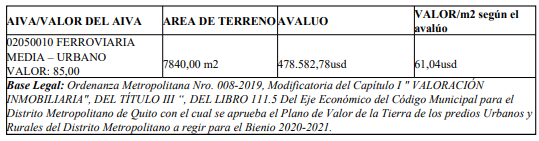 AIVA/VALOR DEL AIVA AREA DE TERRENO AVALUO VALOR/m2 según el
avalúo
02050010 FERROVIARIA
MEDIA – URBANO
VALOR: 85,00 7840,00 m2 478.582,78usd 61,04usd
Base Legal: Ordenanza Metropolitana Nro. 008-2019, Modificatoria del Capítulo I " VALORACIÓN
INMOBILIARIA", DEL TÍTULO III “, DEL LIBRO 111.5 Del Eje Económico del Código Municipal para el
Distrito Metropolitano de Quito con el cual se aprueba el Plano de Valor de la Tierra de los predios Urbanos y
Rurales del Distrito Metropolitano a regir para el Bienio 2020-2021.